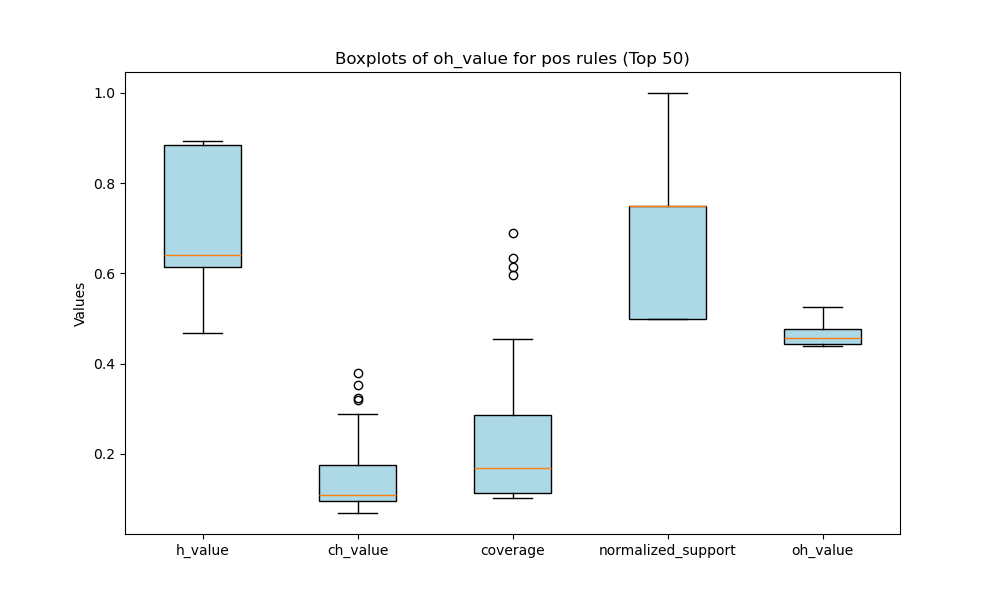 Boxplots of oh_value for pos rules (Top 50)
Values
1.0
0.8
0.6
0.4
0.2
h_value
ch_value
coverage
normalized_support
oh_value